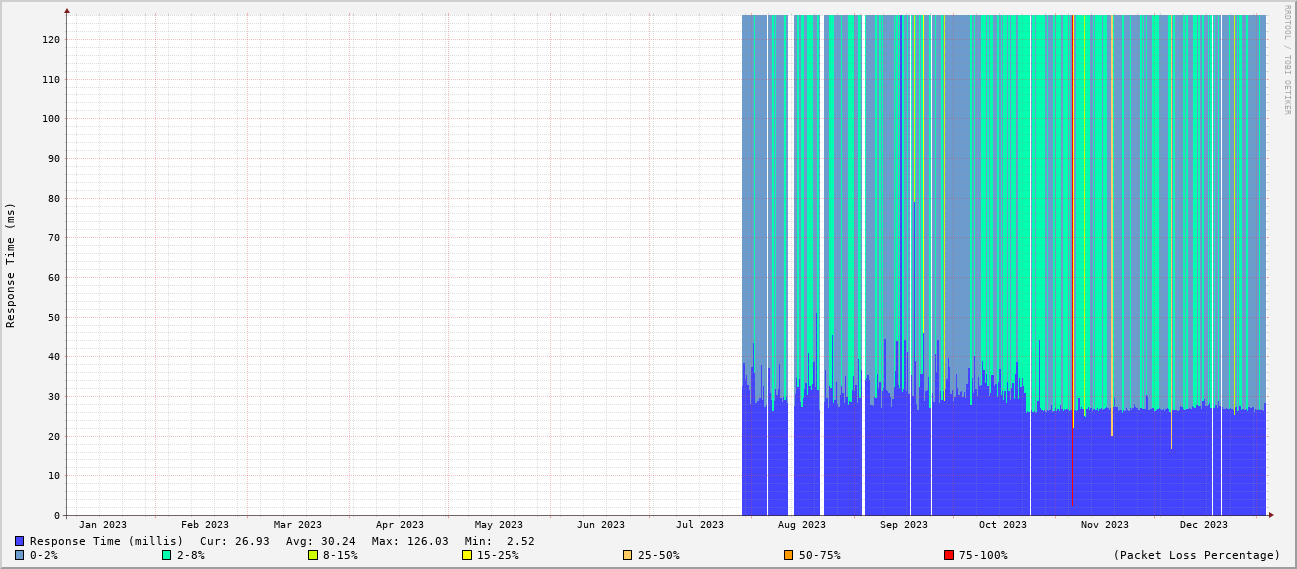 RRDTOOL / TOBI OETIKER
Response Time (ms)
120
110
100
90
80
70
60
50
40
30
20
10
0
Jan 2023 Feb 2023 Mar 2023 Apr 2023 May 2023 Jun 2023 Jul 2023 Aug 2023 Sep 2023 Oct 2023 Nov 2023 Dec 2023
Response Time (millis) Cur: 26.93 Avg: 30.24 Max: 126.03 Min: 2.52
0-2% 2-8% 8-15% 15-25% 25-50% 50-75% 75-100% (Packet Loss Percentage)